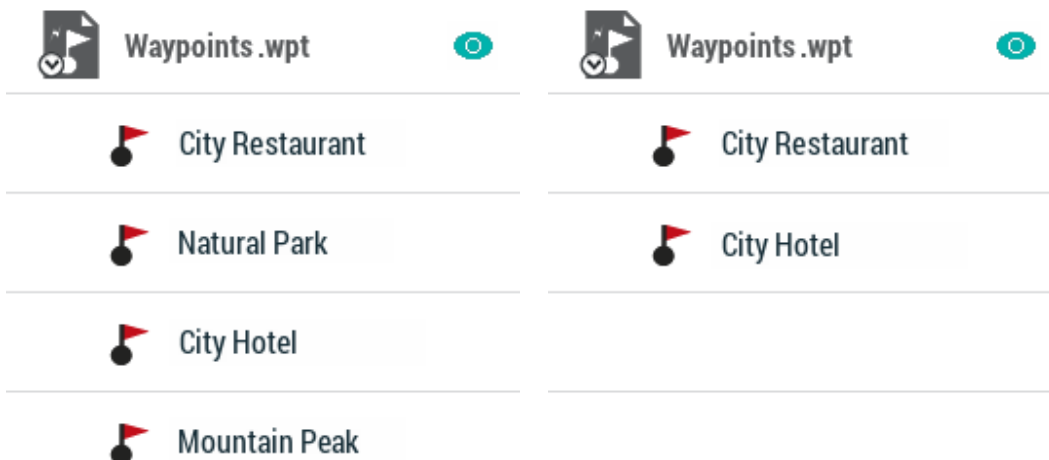 Waypoints .wpt
City Restaurant
Natural Park
City Hotel
Mountain Peak
Waypoints .wpt
City Restaurant
City Hotel